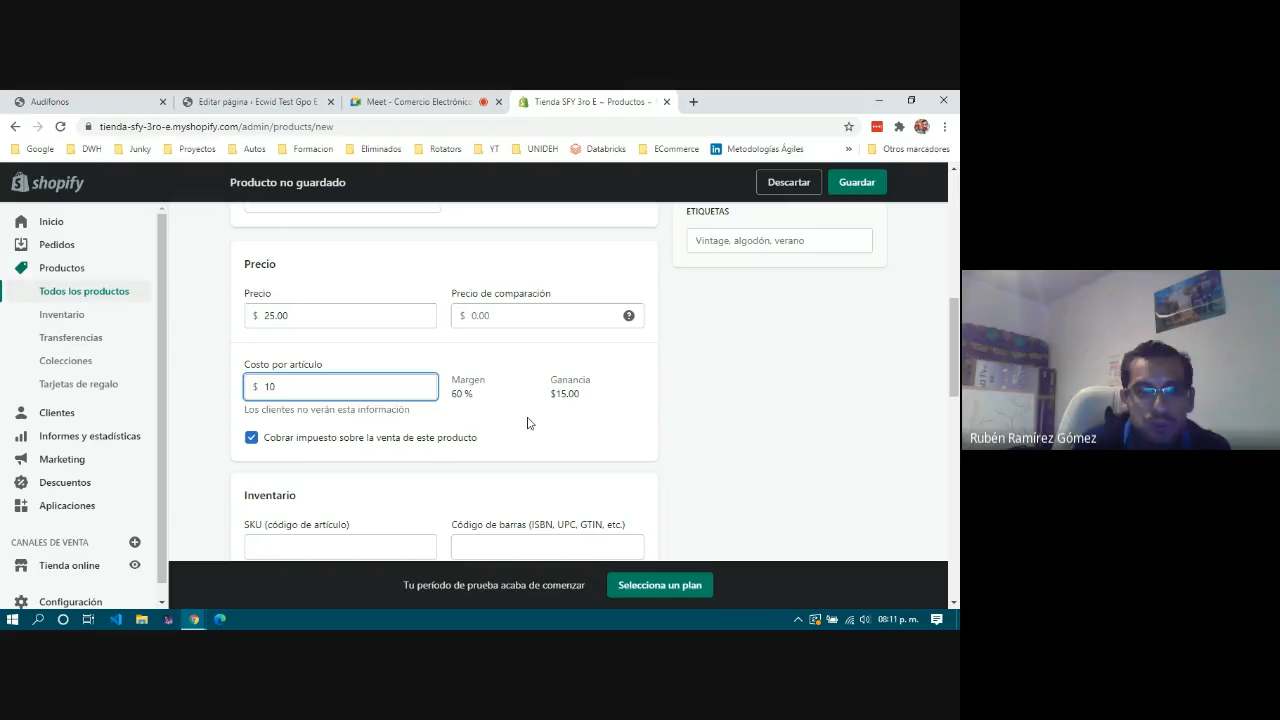 Audífonos
Editar página ‹ Ecwid Test Gpo E
Meet - Comercio Electrónic
Tienda SFY 3ro E ~ Productos ~
tienda-sfy-3ro-e.myshopify.com/admin/products/new
Google DWH Junky Proyectos Autos Formacion Eliminados Rotators YT UNIDEH Databricks ECommerce Metodologías Ágiles » Otros marcadores
shopify
Producto no guardado
Descartar
Guardar
Inicio
Pedidos
Productos
Todos los productos
Inventario
Transferencias
Colecciones
Tarjetas de regalo
Clientes
Informes y estadísticas
Marketing
Descuentos
Aplicaciones
CANALES DE VENTA
Tienda online
Configuración
ETIQUETAS
Vintage, algodón, verano
Precio
Precio Precio de comparación
$ 25.00 $ 0.00
Costo por artículo
$ 10
Margen Ganancia
60 % $15.00
Los clientes no verán esta información
Cobrar impuesto sobre la venta de este producto
Inventario
SKU (código de artículo) Código de barras (ISBN, UPC, GTIN, etc.)
Tu período de prueba acaba de comenzar
Selecciona un plan
08:11 p. m.
Rubén Ramírez Gómez